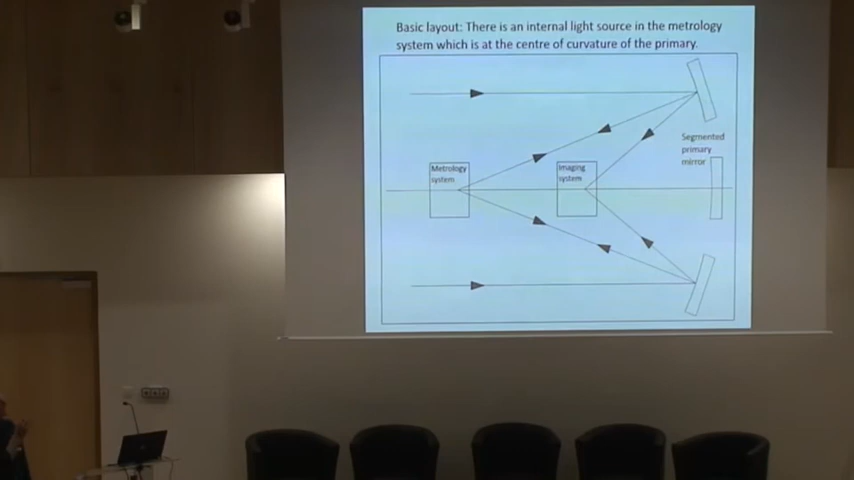 Basic layout: There is an internal light source in the metrology
system which is at the centre of curvature of the primary.
Segmented
primary
mirror
Metrology
system
Imaging
system